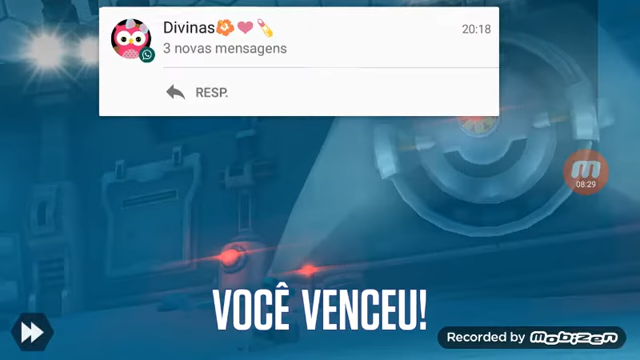 Divinas🌺❤💄 20:18
3 novas mensagens
RESP.
08:29
VOCÊ VENCEU!
Recorded by mobizen